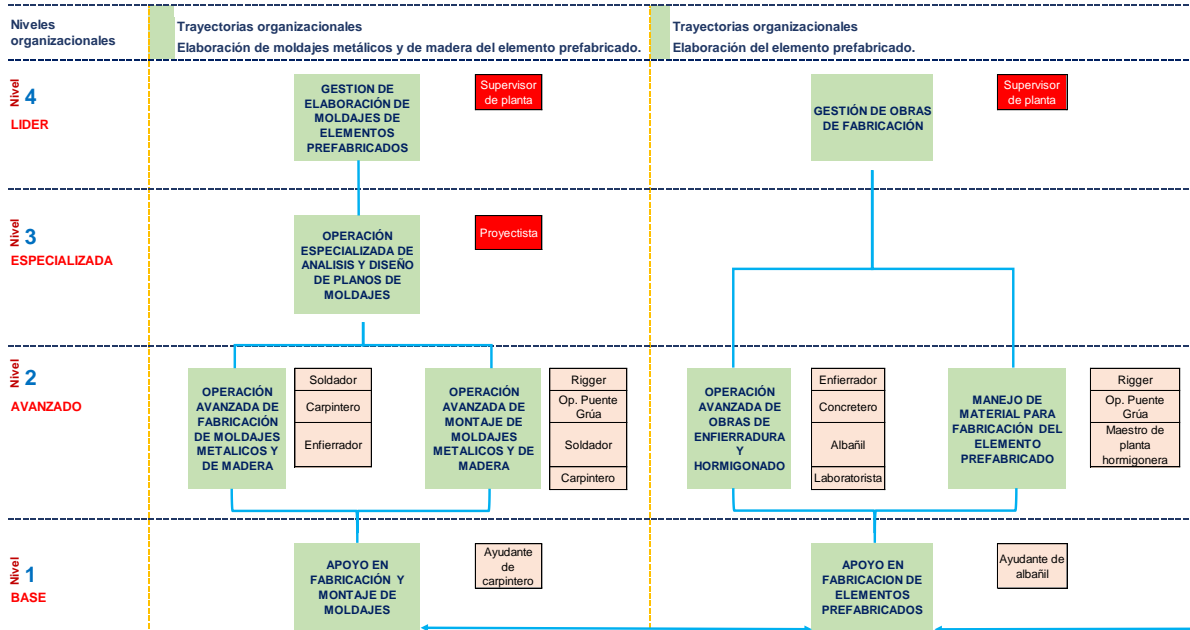 Niveles
organizacionales
Trayectorias organizacionales
Elaboración de moldajes metálicos y de madera del elemento prefabricado.
Trayectorias organizacionales
Elaboración del elemento prefabricado.
Nivel
4
LIDER
GESTION DE
ELABORACIÓN DE
MOLDAJES DE
ELEMENTOS
PREFABRICADOS
Supervisor
de planta
GESTIÓN DE OBRAS
DE FABRICACIÓN
Supervisor
de planta
Nivel
3
ESPECIALIZADA
OPERACIÓN
ESPECIALIZADA DE
ANALISIS Y DISEÑO
DE PLANOS DE
MOLDAJES
Proyectista
Nivel
2
AVANZADO
OPERACIÓN
AVANZADA DE
FABRICACIÓN
DE MOLDAJES
METALICOS Y
DE MADERA
Soldador
Carpintero
Enfierrador
OPERACIÓN
AVANZADA DE
MONTAJE DE
MOLDAJES
METALICOS Y DE
MADERA
Rigger
Op. Puente
Grúa
Soldador
Carpintero
OPERACIÓN
AVANZADA DE
OBRAS DE
ENFIERRADURA
Y
HORMIGONADO
Enfierrador
Concretero
Albañil
Laboratorista
MANEJO DE
MATERIAL PARA
FABRICACIÓN DEL
ELEMENTO
PREFABRICADO
Rigger
Op. Puente
Grúa
Maestro de
planta
hormigonera
Nivel
1
BASE
APOYO EN
FABRICACIÓN Y
MONTAJE DE
MOLDAJES
Ayudante
de
carpintero
APOYO EN
FABRICACION DE
ELEMENTOS
PREFABRICADOS
Ayudante de
albañil